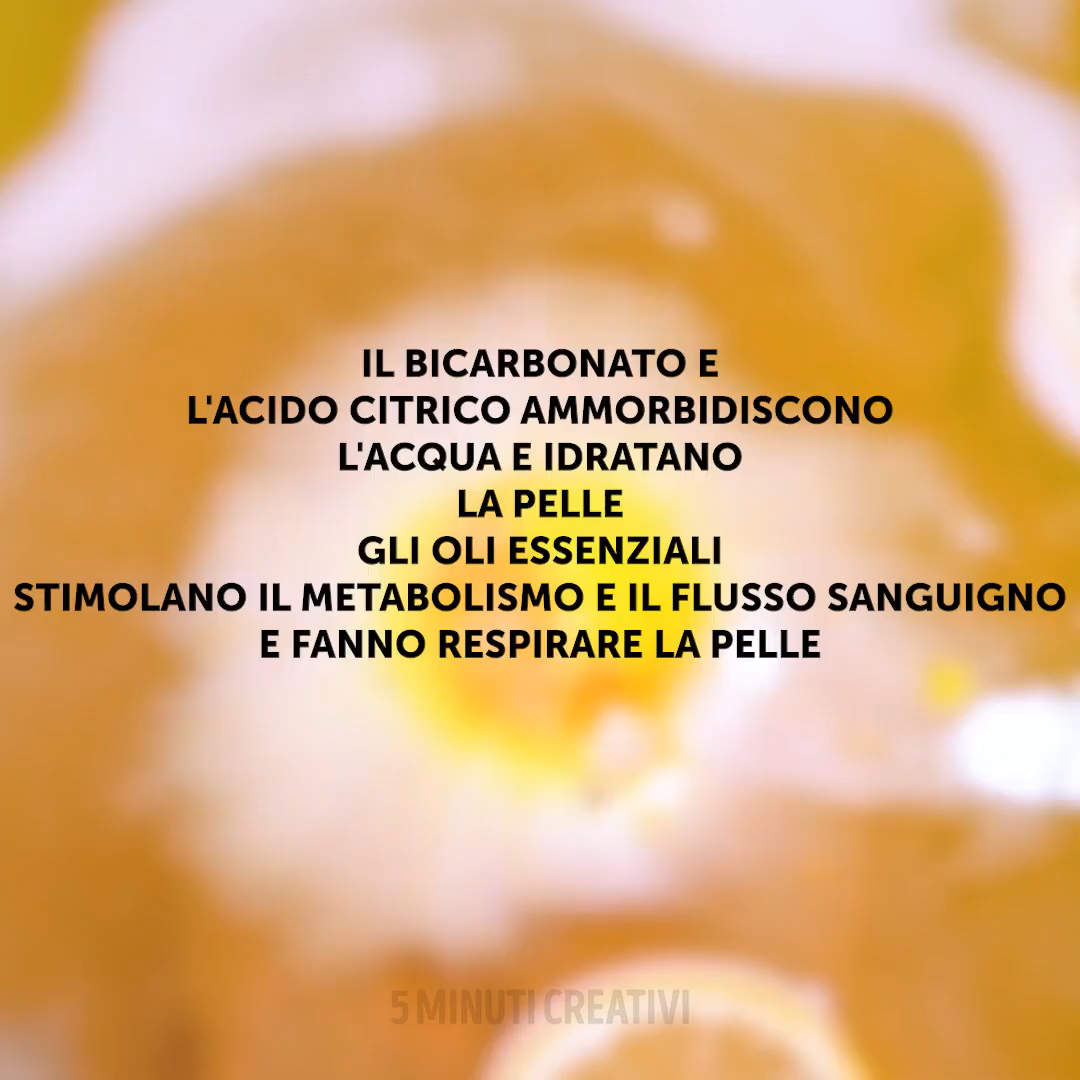 IL BICARBONATO E
L'ACIDO CITRICO AMMORBIDISCONO
L'ACQUA E IDRATANO
LA PELLE
GLI OLI ESSENZIALI
STIMOLANO IL METABOLISMO E IL FLUSSO SANGUIGNO
E FANNO RESPIRARE LA PELLE
5 MINUTI CREATIVI